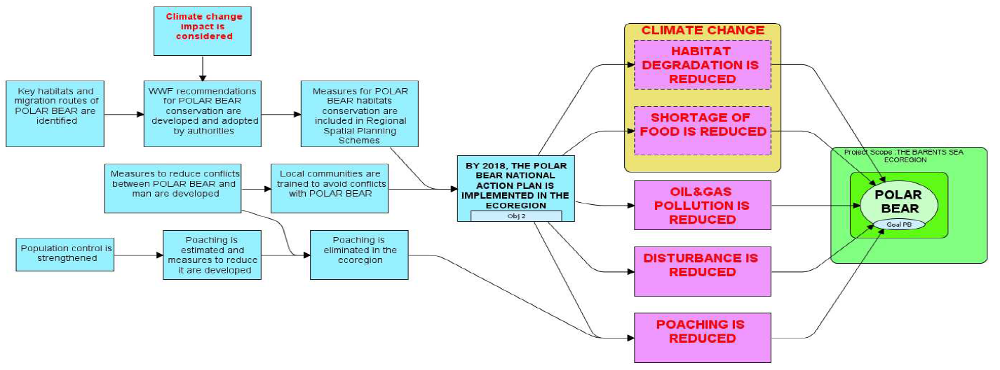 Climate change
impact is
considered
CLIMATE CHANGE
HABITAT
DEGRADATION IS
REDUCED
Key habitats and
migration routes of
POLAR BEAR are
identified
WWF recommendations
for POLAR BEAR
conservation are
developed and adopted
by authorities
Measures for POLAR
BEAR habitats
conservation are
included in Regional
Spatial Planning
Schemes
SHORTAGE OF
FOOD IS REDUCED
Measures to reduce conflicts
between POLAR BEAR and
man are developed
Local communities are
trained to avoid conflicts
with POLAR BEAR
BY 2018, THE POLAR
BEAR NATIONAL
ACTION PLAN IS
IMPLEMENTED IN THE
ECOREGION
Obj 2
OIL&GAS
POLLUTION IS
REDUCED
Project Scope :THE BARENTS SEA
ECOREGION
POLAR
BEAR
Goal PB
Population control is
strengthened
Poaching is
estimated and
measures to reduce
it are developed
Poaching is
eliminated in the
ecoregion
DISTURBANCE IS
REDUCED
POACHING IS
REDUCED